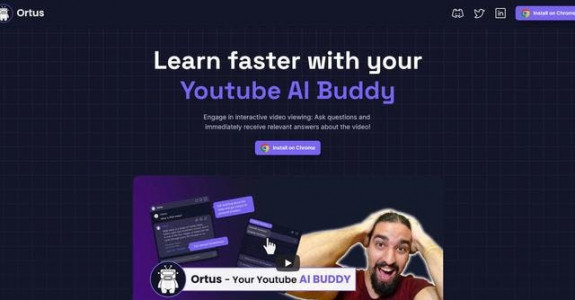 Ortus
Install on Chrome
Learn faster with your
Youtube AI Buddy
Engage in interactive video viewing: Ask questions and
immediately receive relevant answers about the video!
Install on Chrome
Ortus - Your Youtube AI BUDDY